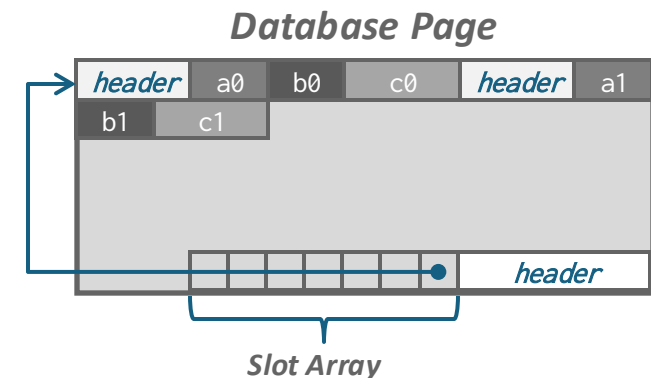 Database Page
header a0 b0 c0 header a1
b1 c1
header
Slot Array